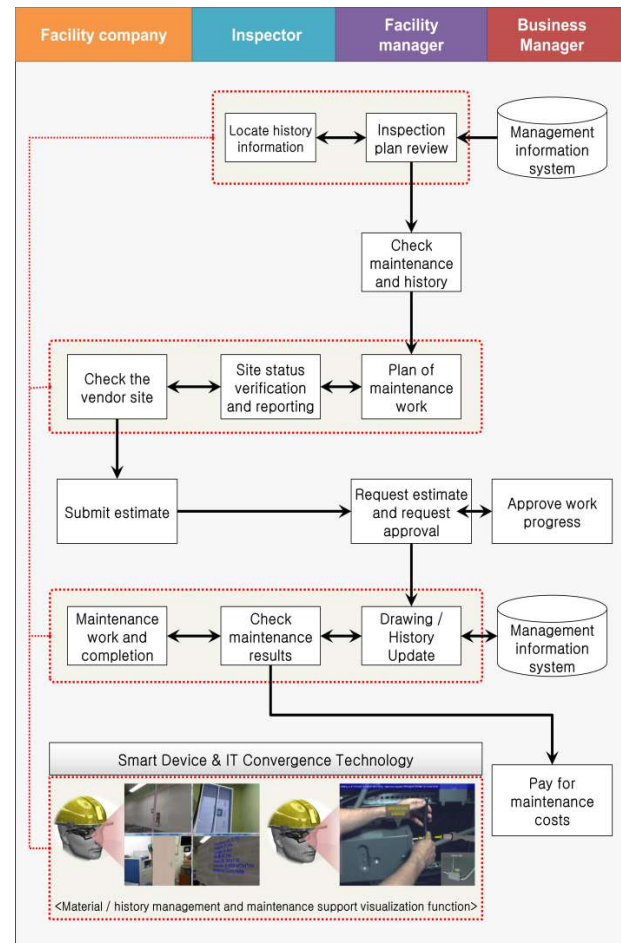 Facility company
Inspector
Facility
manager
Business
Manager
Locate history
information
Inspection
plan review
Management
information
system
Check
maintenance
and history
Check the
vendor site
Site status
verification
and reporting
Plan of
maintenance
work
Submit estimate
Request estimate
and request
approval
Approve work
progress
Maintenance
work and
completion
Check
maintenance
results
Drawing /
History
Update
Management
information
system
Smart Device & IT Convergence Technology
Pay for
maintenance
costs
<Material / history management and maintenance support visualization function>